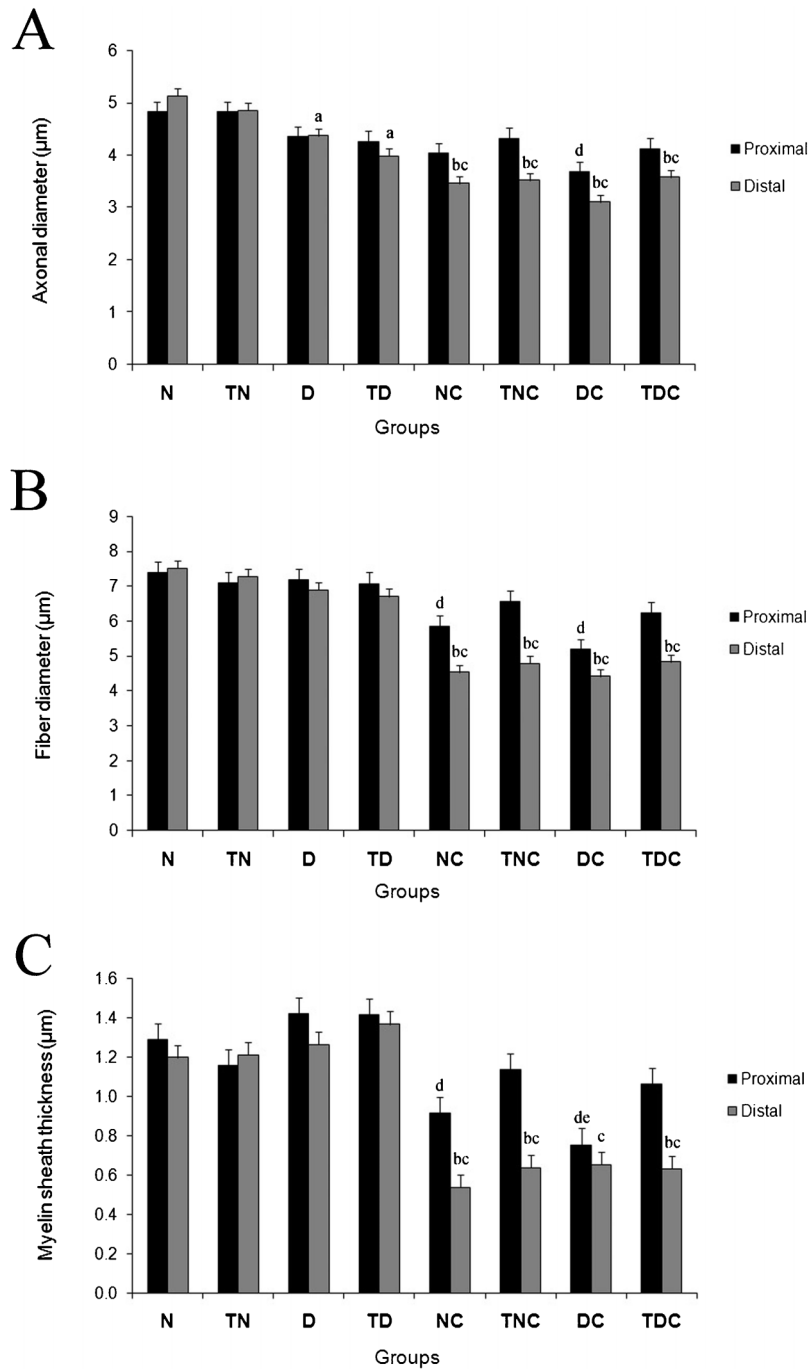 A
6
5
4
3
2
1
0
Axonal diameter (µm)
a
a
bc
bc
d
bc
bc
N TN D TD NC TNC DC TDC
Groups
Proximal
Distal
B
9
8
7
6
5
4
3
2
1
0
Fiber diameter (µm)
d
bc
bc
d
bc
bc
N TN D TD NC TNC DC TDC
Groups
Proximal
Distal
C
1.6
1.4
1.2
1.0
0.8
0.6
0.4
0.2
0.0
Myelin sheath thickness (µm)
d
bc
bc
de
c
bc
N TN D TD NC TNC DC TDC
Groups
Proximal
Distal